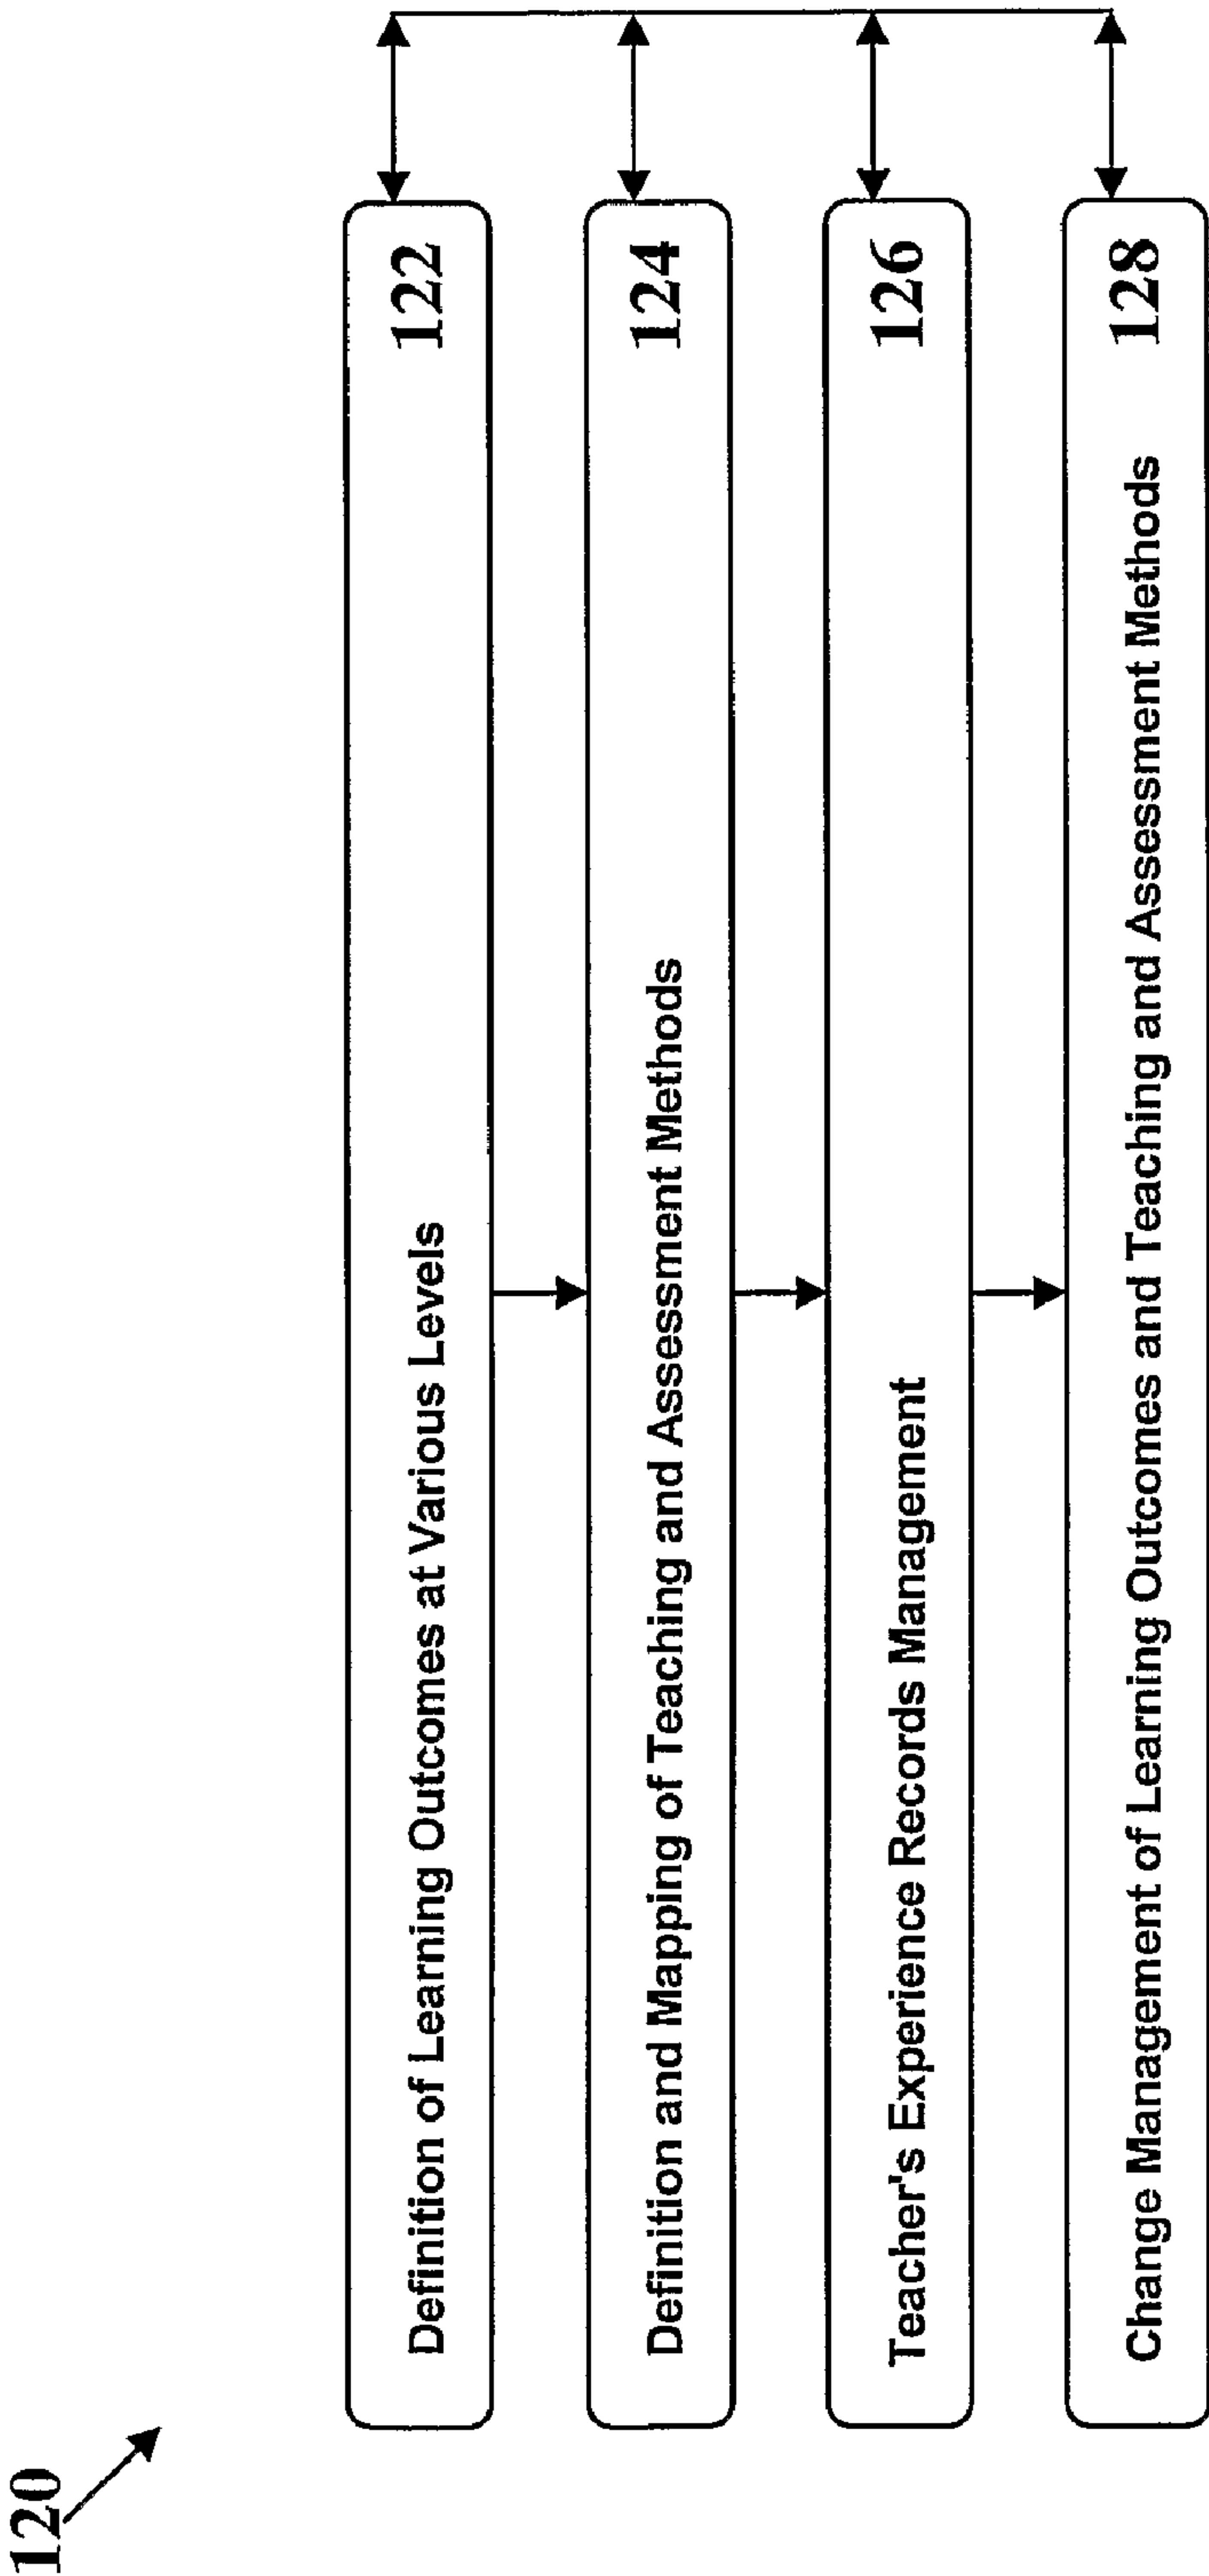 120
Definition of Learning Outcomes at Various Levels 122
Definition and Mapping of Teaching and Assessment Methods 124
Teacher's Experience Records Management 126
Change Management of Learning Outcomes and Teaching and Assessment Methods 128